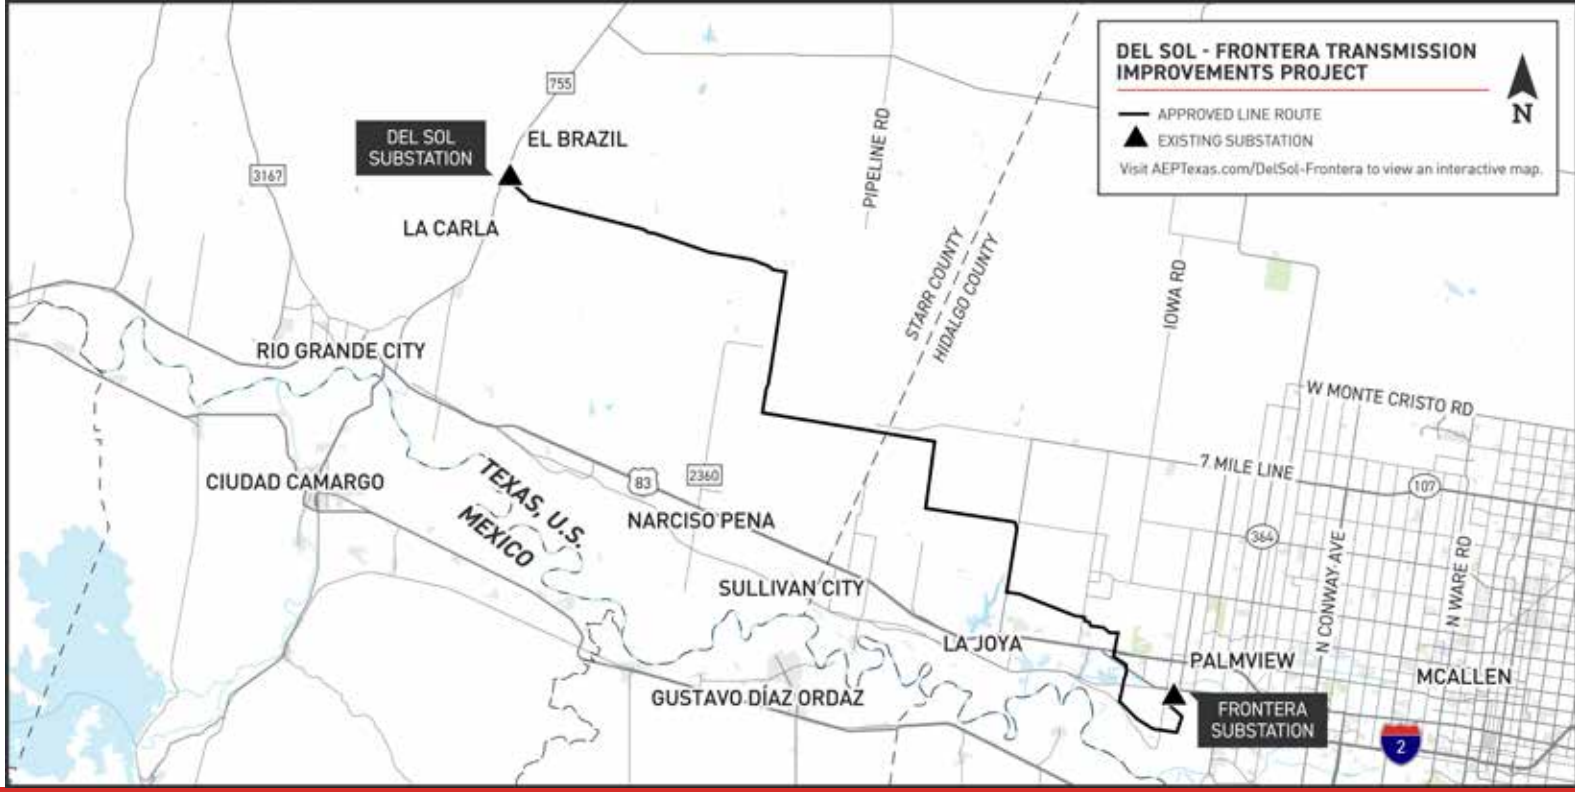 DEL SOL - FRONTERA TRANSMISSION
IMPROVEMENTS PROJECT
N
APPROVED LINE ROUTE
EXISTING SUBSTATION
Visit AEPTexas.com/DelSol-Frontera to view an interactive map.
755
DEL SOL
SUBSTATION
EL BRAZIL
3167
PIPELINE RD
LA CARLA
STARR COUNTY
HIDALGO COUNTY
IOWA RD
RIO GRANDE CITY
W MONTE CRISTO RD
7 MILE LINE
CIUDAD CAMARGO
TEXAS, U.S.
MEXICO
83
2360
107
NARCISO PENA
364
N CONWAY AVE
N WARE RD
SULLIVAN CITY
LA JOYA
PALMVIEW
MCALLEN
GUSTAVO DÍAZ ORDAZ
FRONTERA
SUBSTATION
2